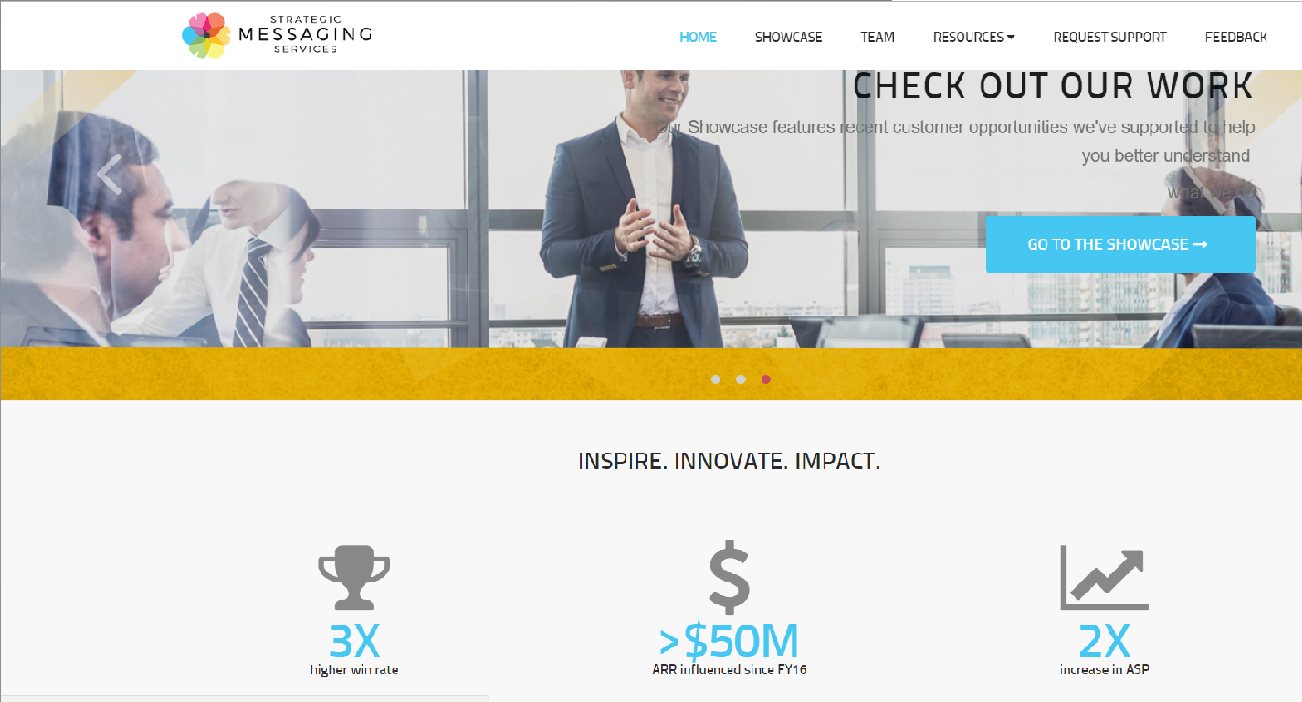 STRATEGIC
MESSAGING
SERVICES
HOME SHOWCASE TEAM RESOURCES REQUEST SUPPORT FEEDBACK
CHECK OUT OUR WORK
Our Showcase features recent customer opportunities we've supported to help
you better understand
what we
GO TO THE SHOWCASE →
INSPIRE. INNOVATE. IMPACT.
3X >$50M 2X
higher win rate ARR influenced since FY16 increase in ASP